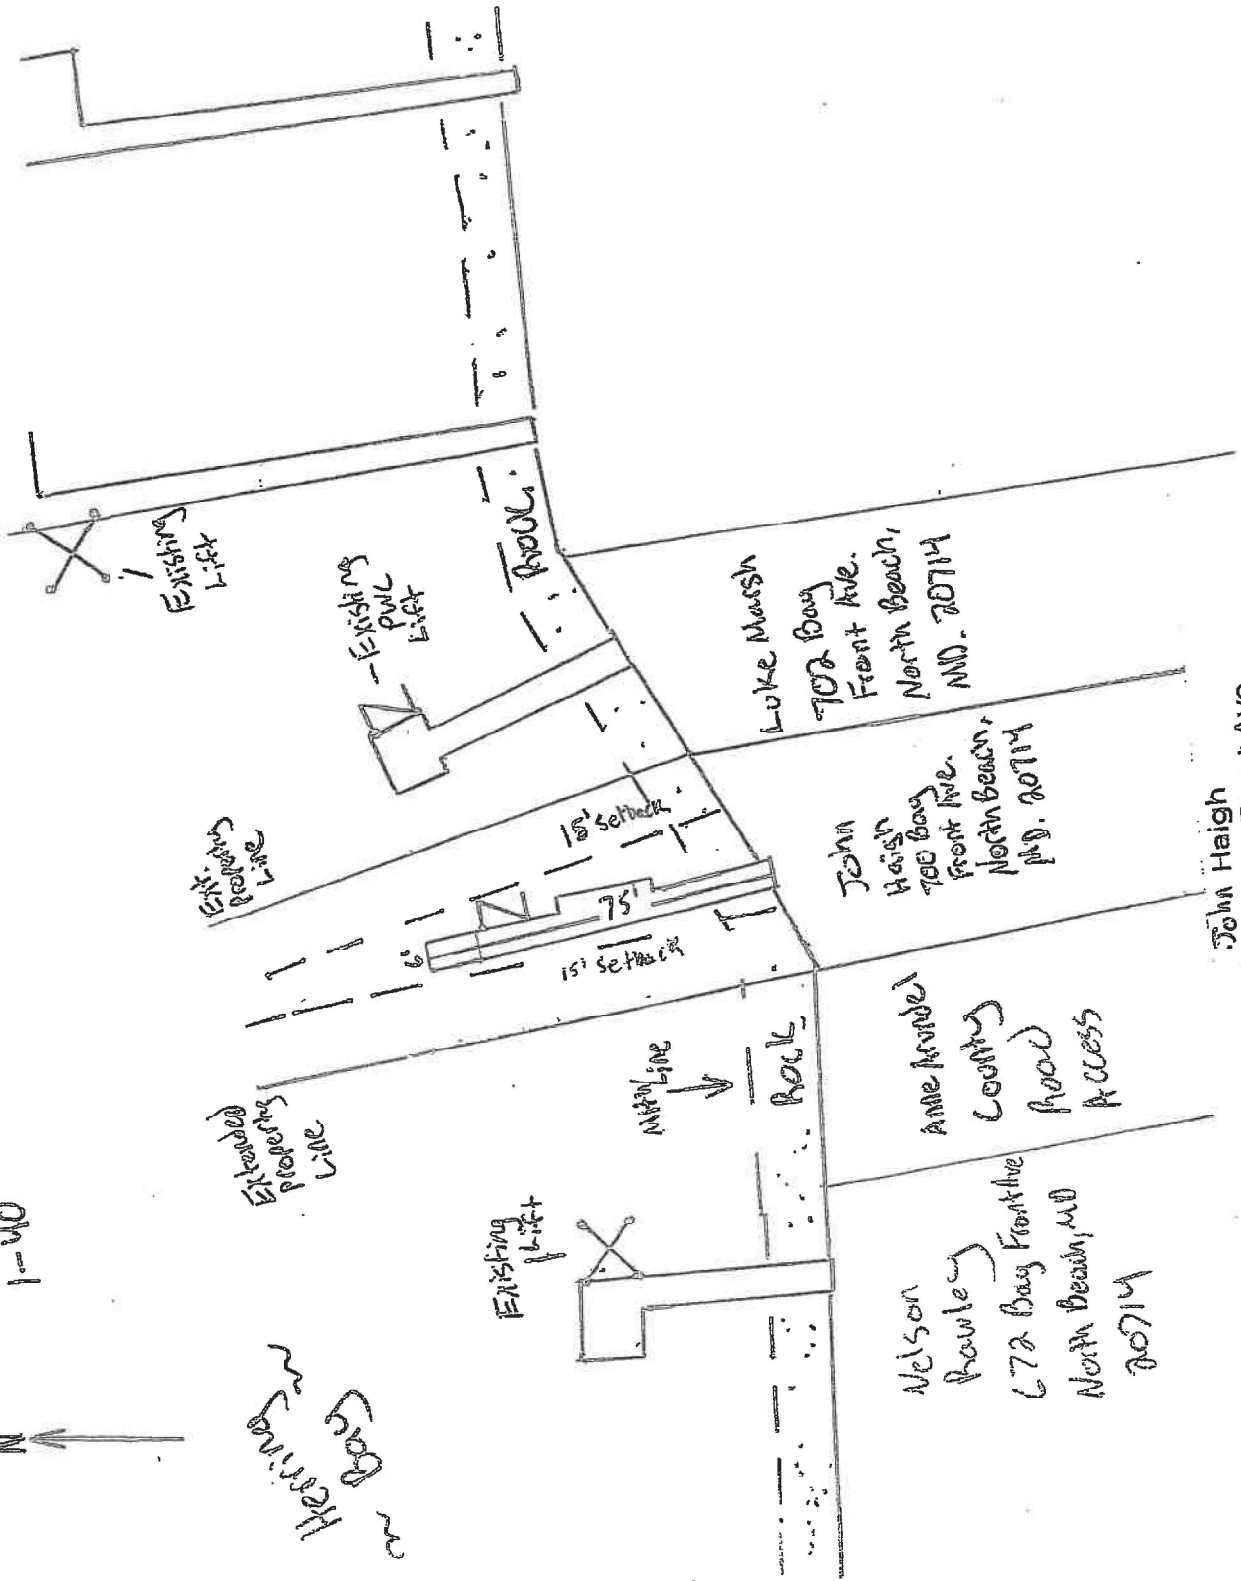 N
1-40
Herring
Bay
Existing
Lift
Extended
property
Line
Ext.
property
Line
Existing
PWC
Lift
Existing
Lift
6'
75'
15' setback
15' setback
Line
Rock
Rock
Nelson
Rawley
672 Bay Front Ave
North Beach, MD
20714
Anne Arundel
County
Road
Access
John
Haigh
700 Bay
Front Ave.
North Beach,
MD. 20714
Luke Marsh
702 Bay
Front Ave.
North Beach,
MD. 20714
John Haigh